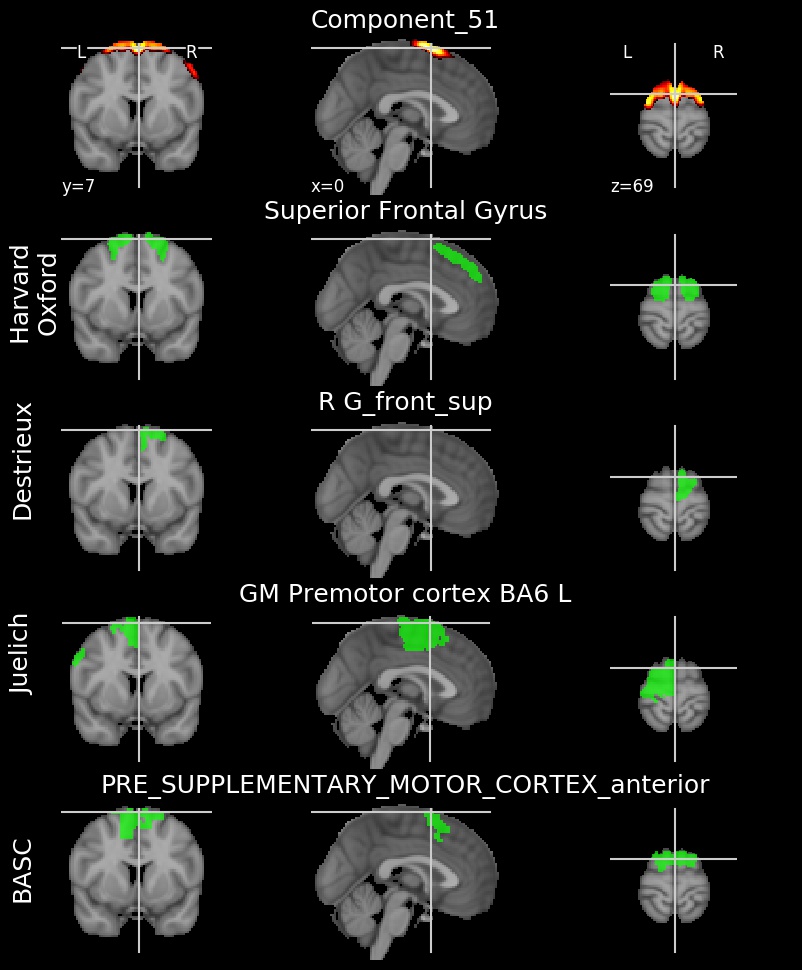 Component_51
L R L R
y=7 x=0 z=69
Superior Frontal Gyrus
Harvard
Oxford
R G_front_sup
Destrieux
GM Premotor cortex BA6 L
Juelich
PRE_SUPPLEMENTARY_MOTOR_CORTEX_anterior
BASC